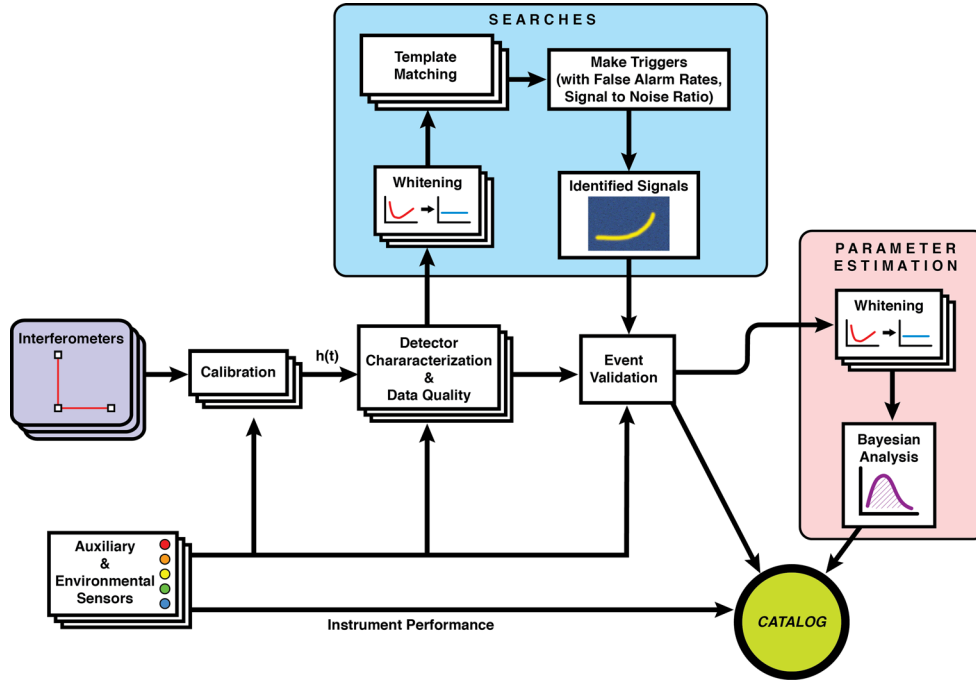 SEARCHES
Template
Matching
Make Triggers
(with False Alarm Rates,
Signal to Noise Ratio)
Whitening
Identified Signals
PARAMETER
ESTIMATION
Whitening
Interferometers
Calibration
h(t)
Detector
Chararacterization
&
Data Quality
Event
Validation
Bayesian
Analysis
Auxiliary
&
Environmental
Sensors
Instrument Performance
CATALOG